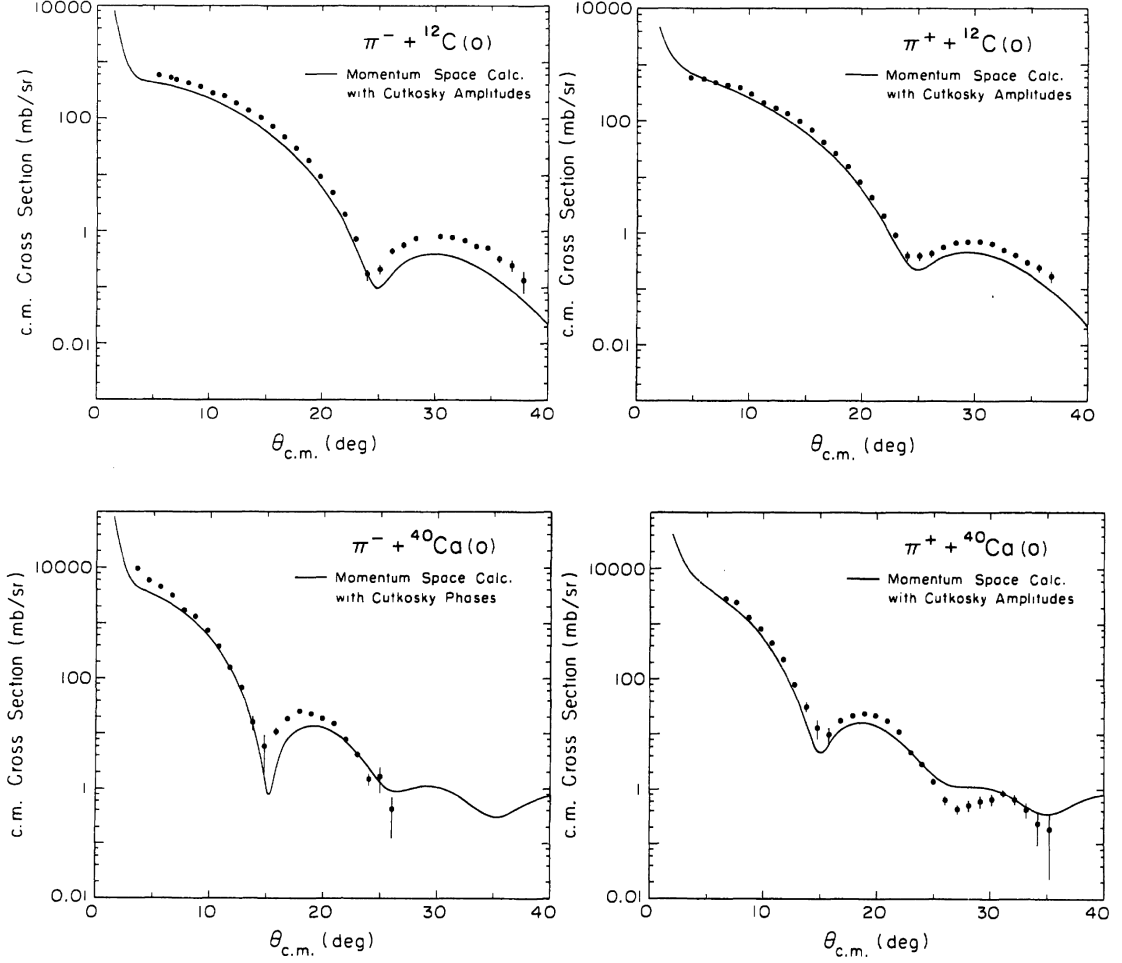 10000
100
1
0.01
c.m. Cross Section (mb/sr)
π⁻ + ¹²C (0)
Momentum Space Calc.
with Cutkosky Amplitudes
0 10 20 30 40
θc.m. (deg)
10000
100
1
0.01
c.m. Cross Section (mb/sr)
π⁺ + ¹²C (0)
Momentum Space Calc.
with Cutkosky Amplitudes
0 10 20 30 40
θc.m. (deg)
10000
100
1
0.01
c.m. Cross Section (mb/sr)
π⁻ + ⁴⁰Ca (0)
Momentum Space Calc.
with Cutkosky Phases
0 10 20 30 40
θc.m. (deg)
10000
100
1
0.01
c.m. Cross Section (mb/sr)
π⁺ + ⁴⁰Ca (0)
Momentum Space Calc.
with Cutkosky Amplitudes
0 10 20 30 40
θc.m. (deg)